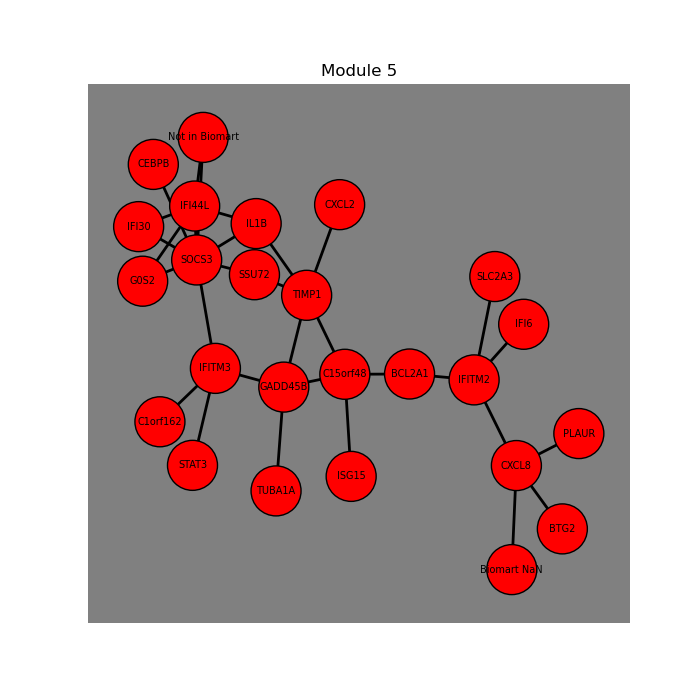 Module 5
Not in Biomart
CEBPB
IFI44L
CXCL2
IL1B
IFI30
SOCS3
SSU72
SLC2A3
G0S2
TIMP1
IFI6
IFITM3
C15orf48
BCL2A1
IFITM2
GADD45B
C1orf162
PLAUR
STAT3
CXCL8
ISG15
TUBA1A
BTG2
Biomart NaN